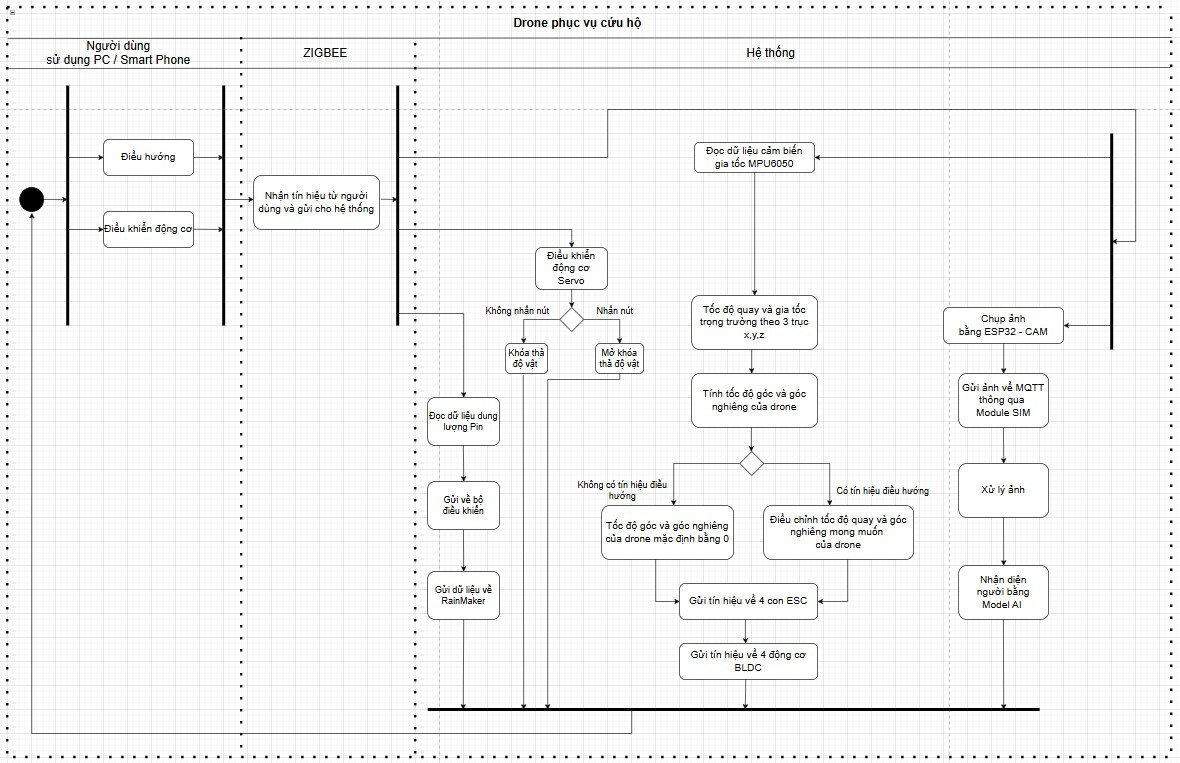 Drone phục vụ cứu hộ
Người dùng
sử dụng PC / Smart Phone
ZIGBEE
Hệ thống
Điều hướng
Điều khiển động cơ
Nhận tín hiệu từ người
dùng và gửi cho hệ thống
Đọc dữ liệu cảm biến
gia tốc MPU6050
Điều khiển
động cơ
Servo
Không nhấn nút
Nhấn nút
Khóa thả
độ vật
Mở khóa
thả độ vật
Tốc độ quay và gia tốc
trọng trường theo 3 trục
x,y,z
Chụp ảnh
bằng ESP32 - CAM
Tính tốc độ góc và góc
nghiêng của drone
Gửi ảnh về MQTT
thông qua
Module SIM
Đọc dữ liệu dung
lượng Pin
Không có tín hiệu điều
hướng
Có tín hiệu điều hướng
Xử lý ảnh
Gửi về bộ
điều khiển
Tốc độ góc và góc nghiêng
của drone mặc định bằng 0
Điều chỉnh tốc độ quay và góc
nghiêng mong muốn
của drone
Gửi dữ liệu về
RainMaker
Gửi tín hiệu về 4 con ESC
Nhận diện
người bằng
Model AI
Gửi tín hiệu về 4 động cơ
BLDC